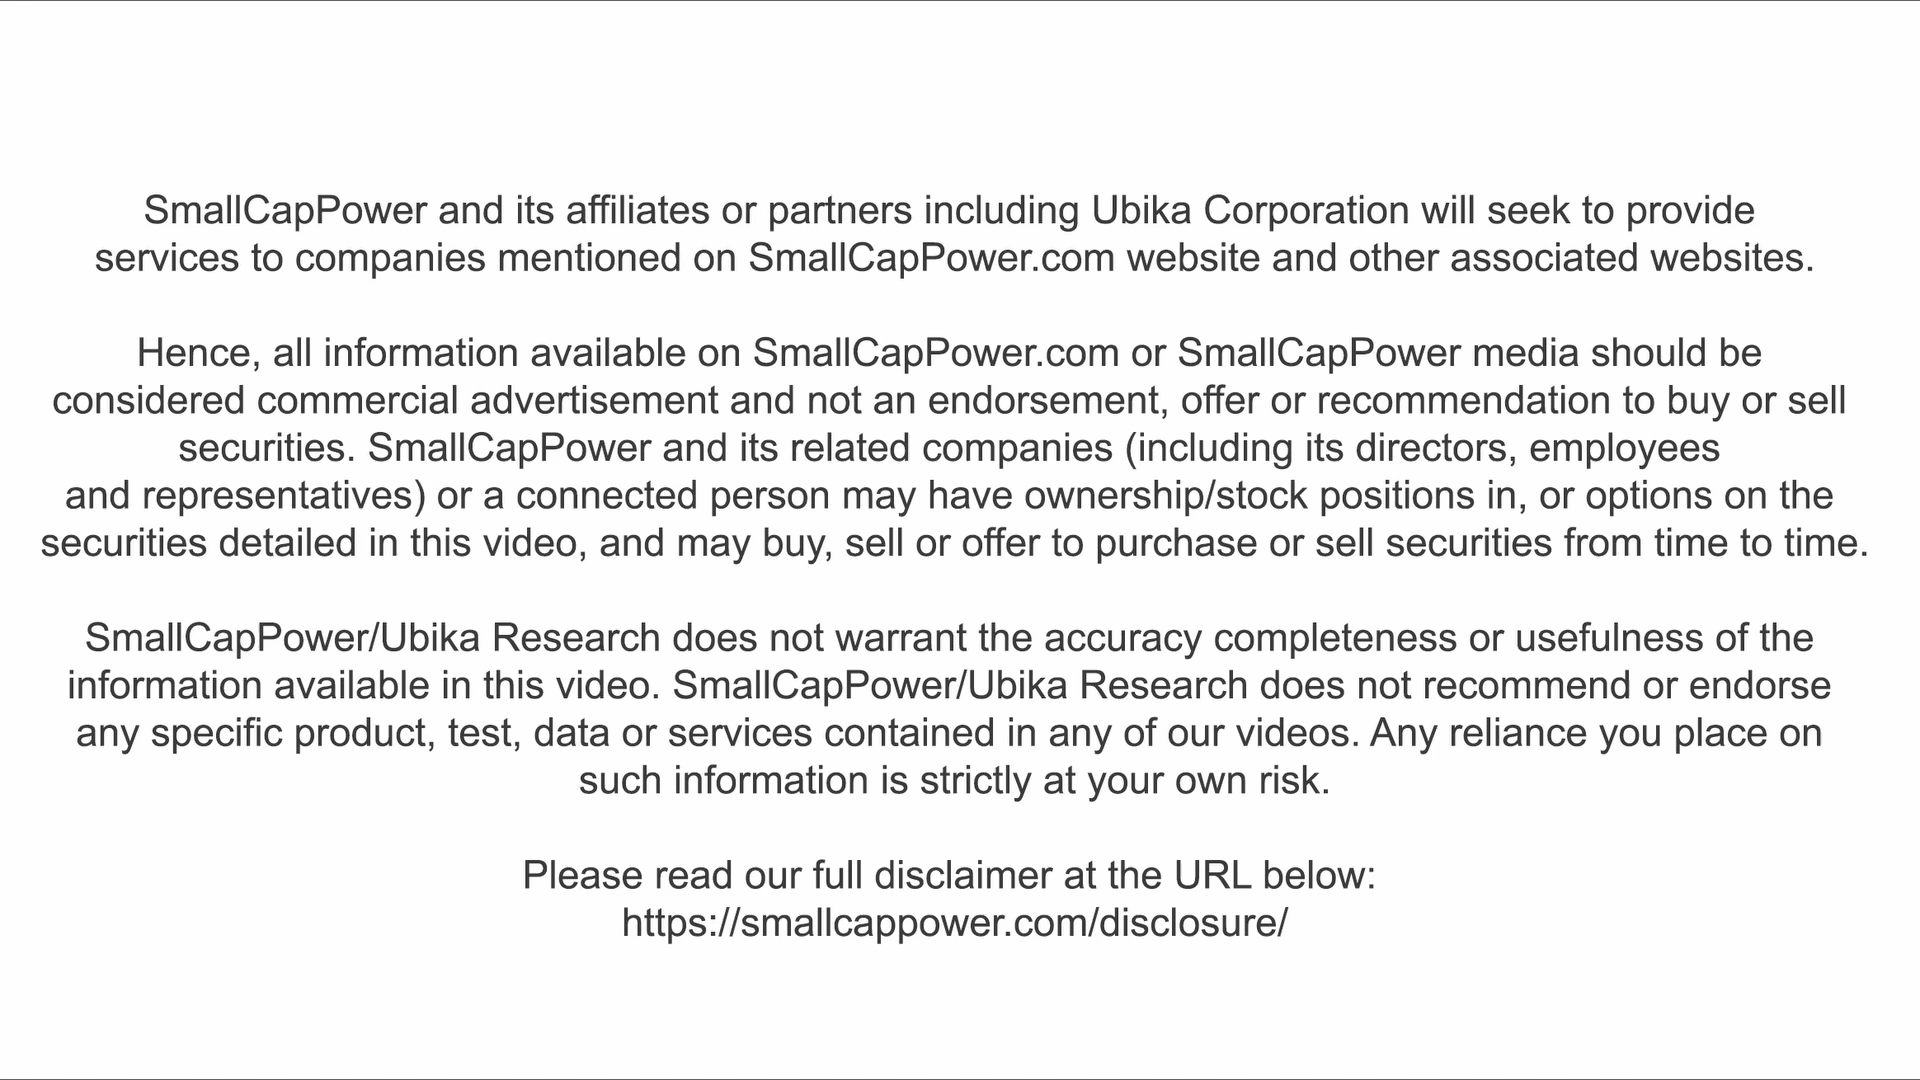 SmallCapPower and its affiliates or partners including Ubika Corporation will seek to provide
services to companies mentioned on SmallCapPower.com website and other associated websites.
Hence, all information available on SmallCapPower.com or SmallCapPower media should be
considered commercial advertisement and not an endorsement, offer or recommendation to buy or sell
securities. SmallCapPower and its related companies (including its directors, employees
and representatives) or a connected person may have ownership/stock positions in, or options on the
securities detailed in this video, and may buy, sell or offer to purchase or sell securities from time to time.
SmallCapPower/Ubika Research does not warrant the accuracy completeness or usefulness of the
information available in this video. SmallCapPower/Ubika Research does not recommend or endorse
any specific product, test, data or services contained in any of our videos. Any reliance you place on
such information is strictly at your own risk.
Please read our full disclaimer at the URL below:
https://smallcappower.com/disclosure/